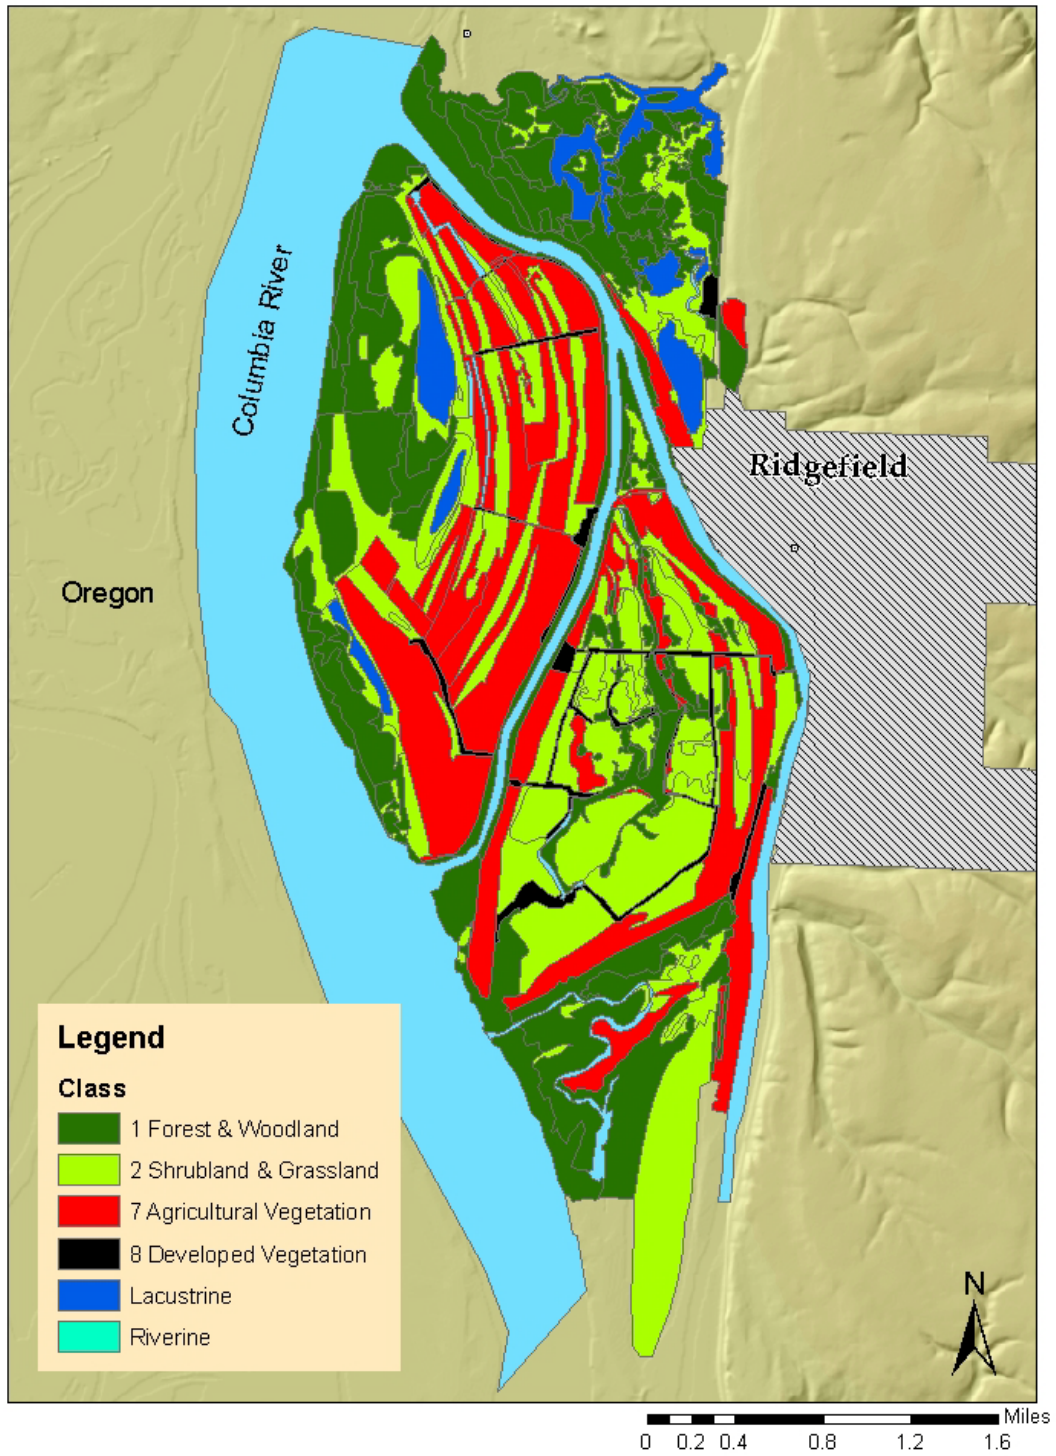 Columbia River
Ridgefield
Oregon
Legend
Class
1 Forest & Woodland
2 Shrubland & Grassland
7 Agricultural Vegetation
8 Developed Vegetation
Lacustrine
Riverine
N
Miles
0 0.2 0.4 0.8 1.2 1.6